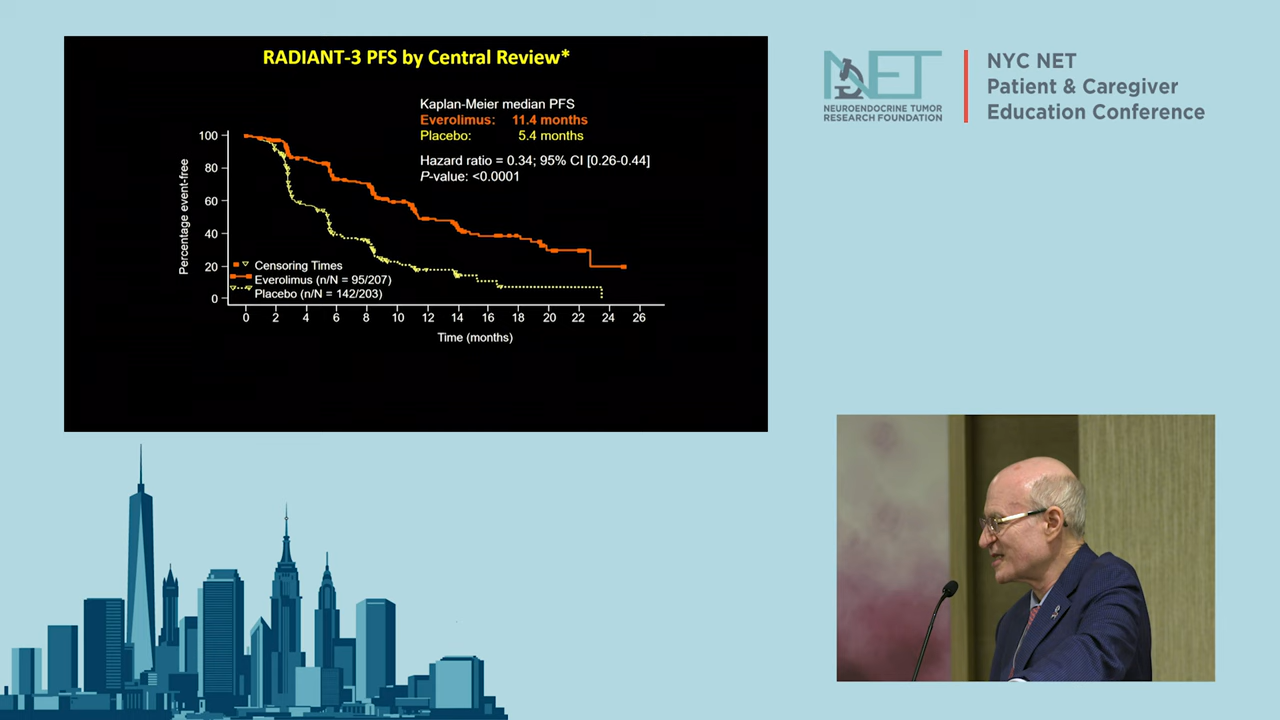 RADIANT-3 PFS by Central Review*
Kaplan-Meier median PFS
Everolimus: 11.4 months
Placebo: 5.4 months
Hazard ratio = 0.34; 95% CI [0.26-0.44]
P-value: <0.0001
Percentage event-free
100
80
60
40
20
0
Censoring Times
Everolimus (n/N = 95/207)
Placebo (n/N = 142/203)
0 2 4 6 8 10 12 14 16 18 20 22 24 26
Time (months)
NET
NEUROENDOCRINE TUMOR
RESEARCH FOUNDATION
NYC NET
Patient & Caregiver
Education Conference